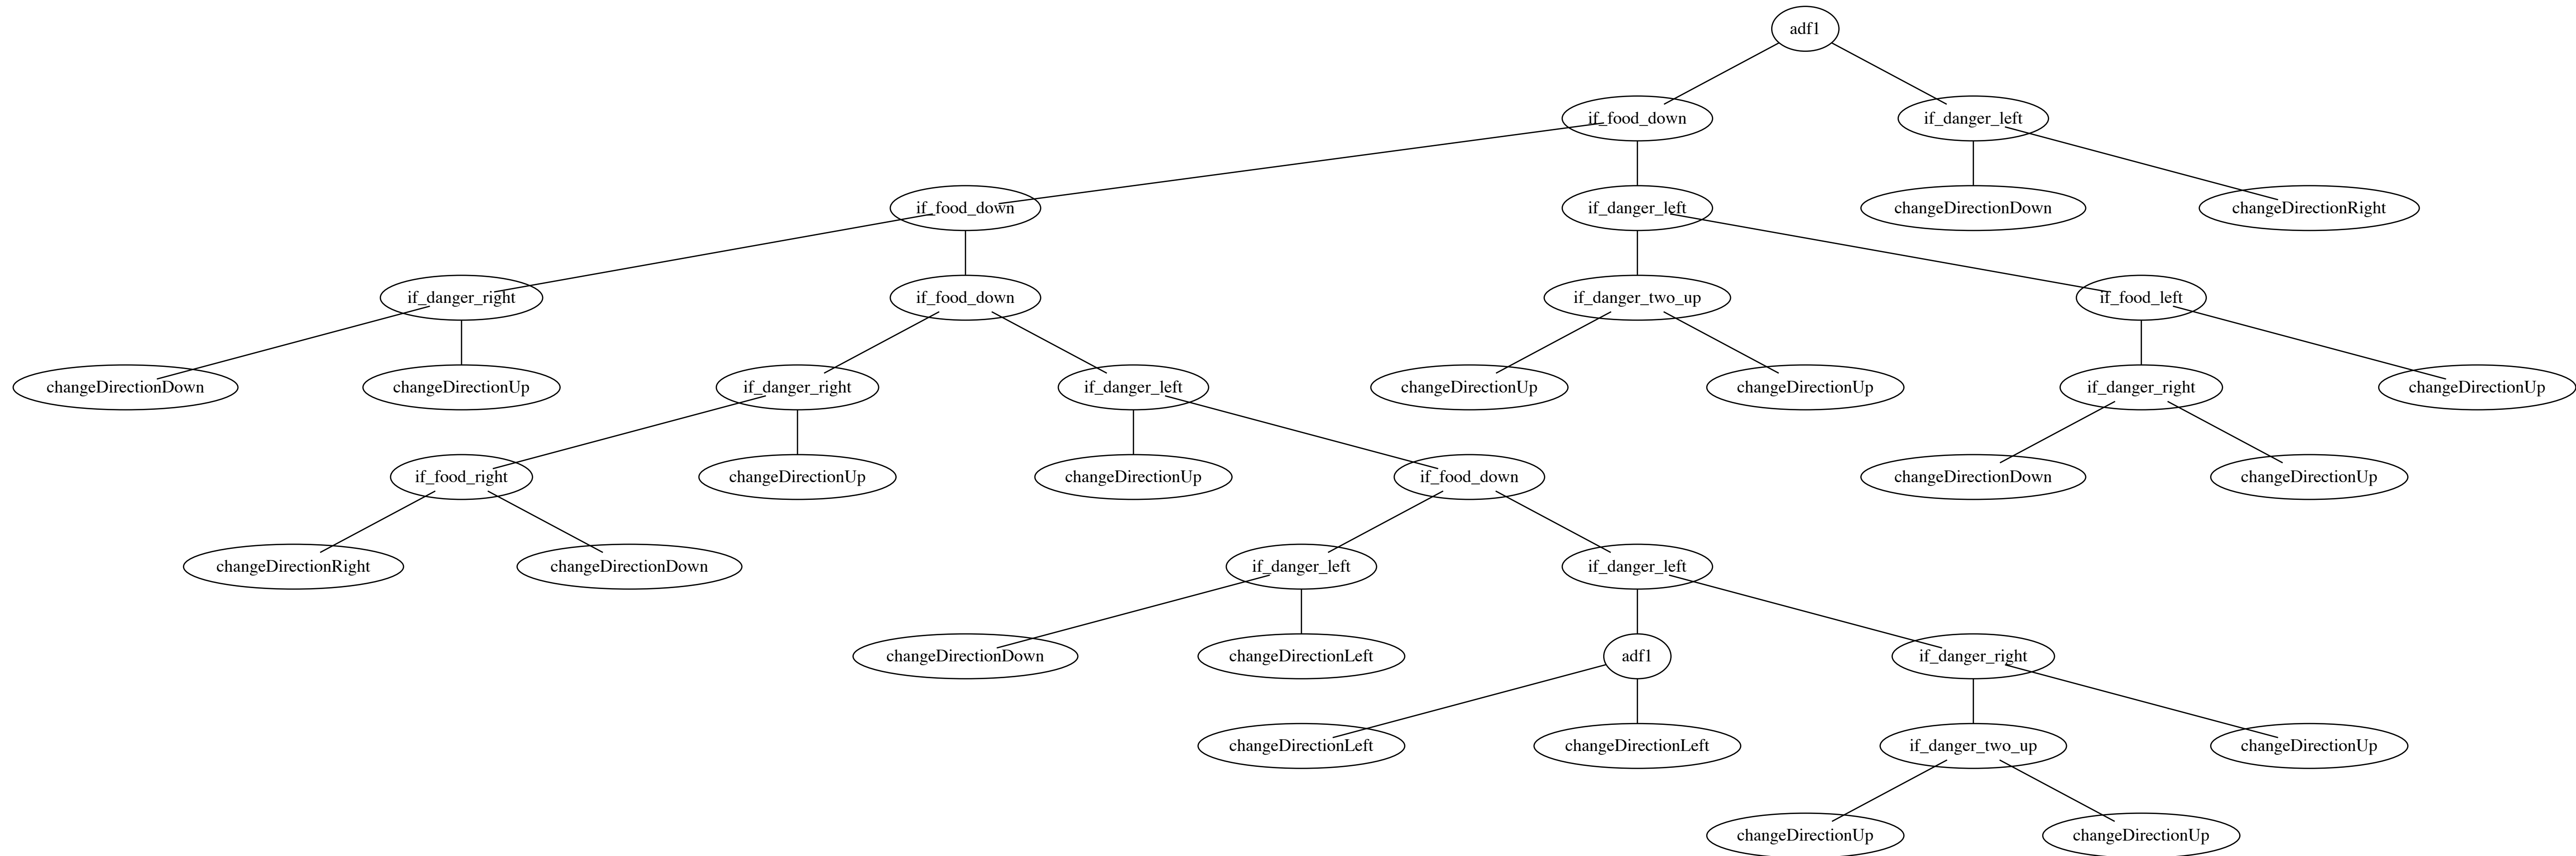 adf1
if_food_down
if_danger_left
if_food_down
if_danger_left
changeDirectionDown
changeDirectionRight
if_danger_right
if_food_down
if_danger_two_up
if_food_left
changeDirectionDown
changeDirectionUp
if_danger_right
if_danger_left
changeDirectionUp
changeDirectionUp
if_danger_right
changeDirectionUp
if_food_right
changeDirectionUp
changeDirectionUp
if_food_down
changeDirectionDown
changeDirectionUp
changeDirectionRight
changeDirectionDown
if_danger_left
if_danger_left
changeDirectionDown
changeDirectionLeft
adf1
if_danger_right
changeDirectionLeft
changeDirectionLeft
if_danger_two_up
changeDirectionUp
changeDirectionUp
changeDirectionUp